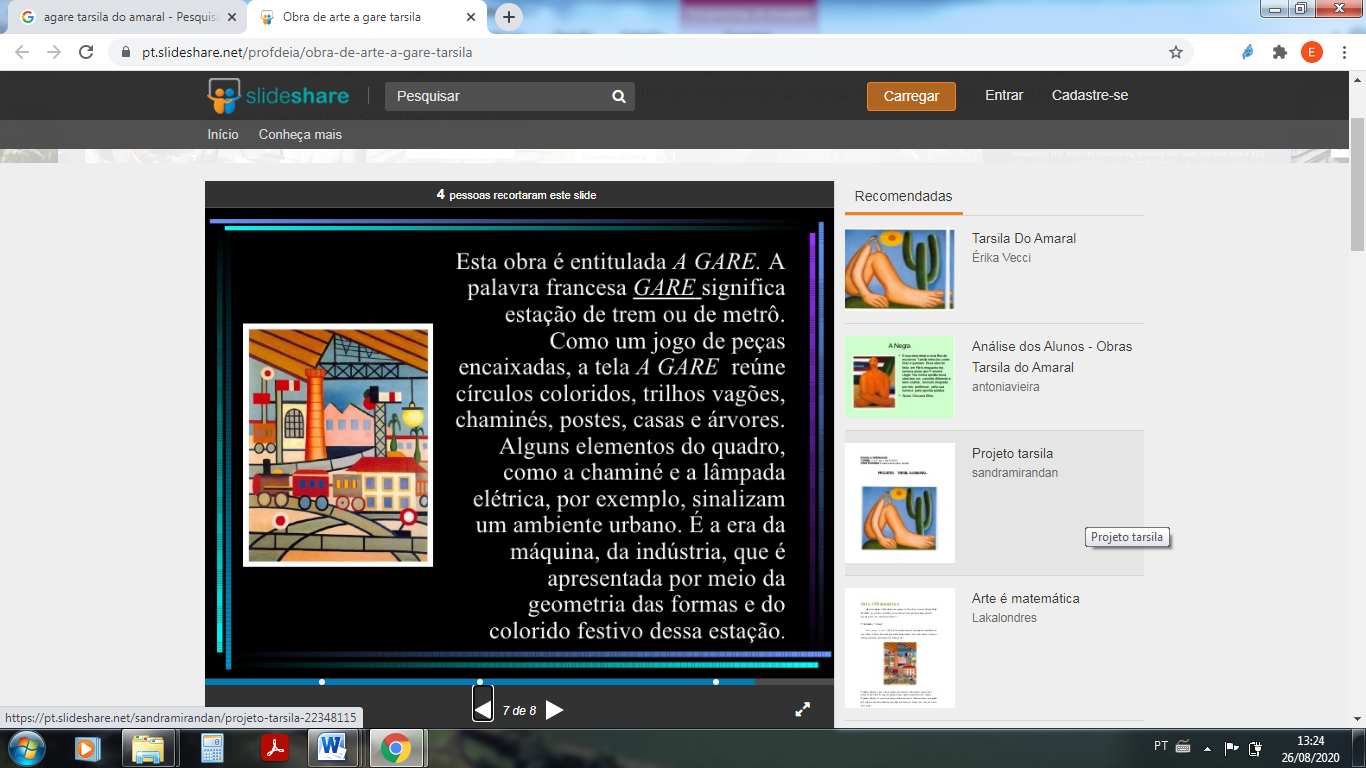 agare tarsila do amaral - Pesquisa
Obra de arte a gare tarsila
pt.slideshare.net/profdeia/obra-de-arte-a-gare-tarsila
E
slideshare
Pesquisar
Carregar
Entrar
Cadastre-se
Início
Conheça mais
4 pessoas recortaram este slide
Esta obra é entitulada A GARE. A
palavra francesa GARE significa
estação de trem ou de metrô.
Como um jogo de peças
encaixadas, a tela A GARE reúne
círculos coloridos, trilhos vagões,
chaminés, postes, casas e árvores.
Alguns elementos do quadro,
como a chaminé e a lâmpada
elétrica, por exemplo, sinalizam
um ambiente urbano. É a era da
máquina, da indústria, que é
apresentada por meio da
geometria das formas e do
colorido festivo dessa estação.
7 de 8
Recomendadas
Tarsila Do Amaral
Érika Vecci
A Negra
Análise dos Alunos - Obras
Tarsila do Amaral
antoniavieira
Projeto tarsila
sandramirandan
Projeto tarsila
Arte é Matemática
Arte é matemática
Lakalondres
https://pt.slideshare.net/sandramirandan/projeto-tarsila-22348115
PT
13:24
26/08/2020